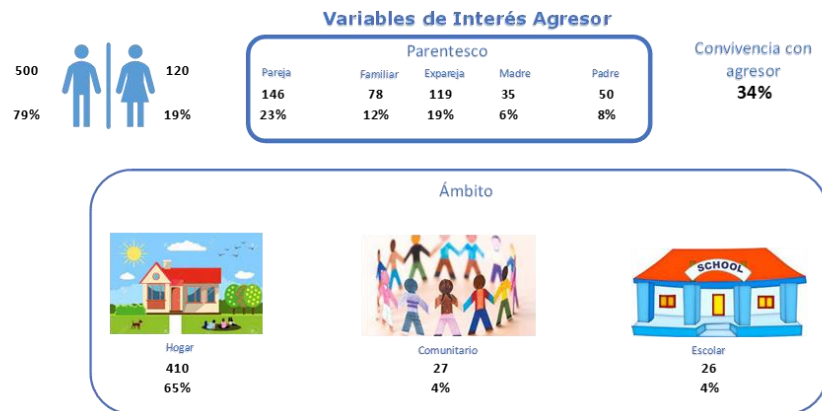 Variables de Interés Agresor
500
79%
120
19%
Parentesco
Pareja Familiar Expareja Madre Padre
146 78 119 35 50
23% 12% 19% 6% 8%
Convivencia con
agresor
34%
Ámbito
SCHOOL
Hogar Comunitario Escolar
410 27 26
65% 4% 4%